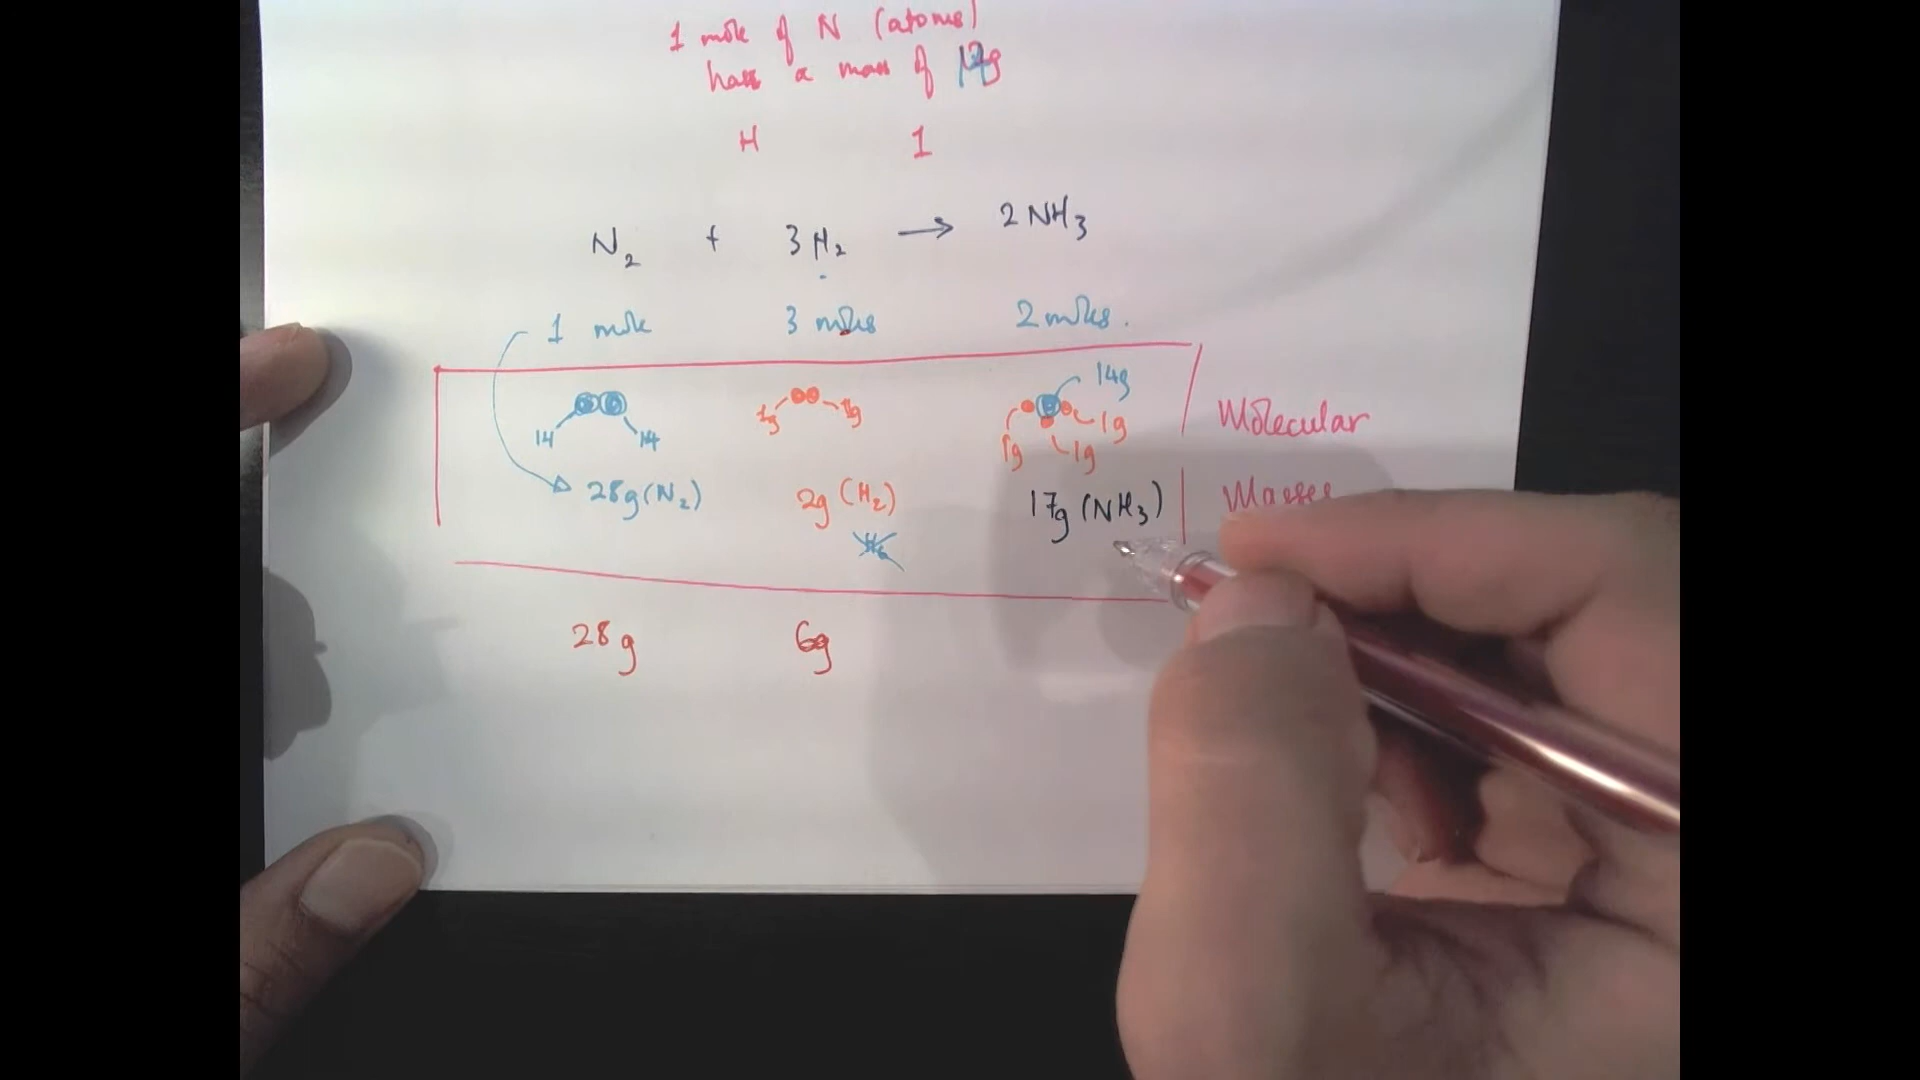 1 mole of N (atoms)
has a mass of 14g
H 1
N2 + 3H2 → 2NH3
1 mole 3 moles 2 moles.
14g
14 14 1g 1g 1g 1g 1g
Molecular
28g(N2) 2g(H2) 17g(NH3) Masses
28g 6g